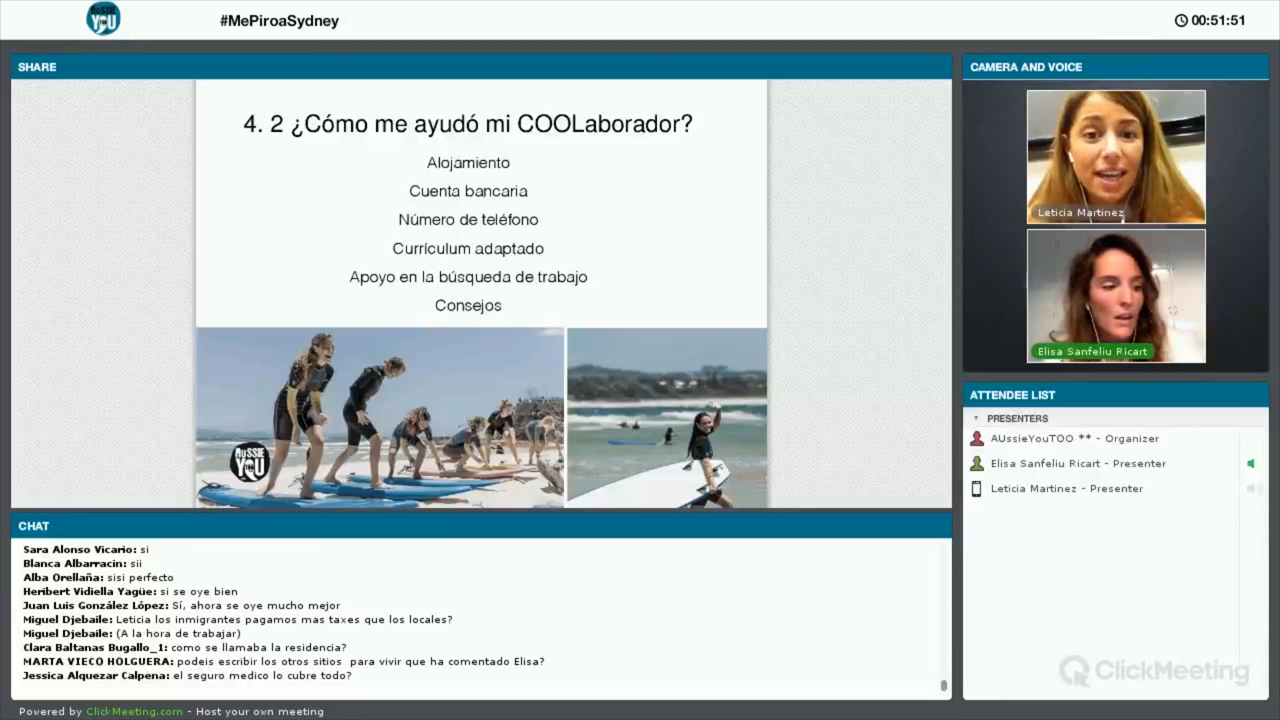 AUSSIE
YOU
TOO
#MePiroaSydney
00:51:51
SHARE
4. 2 ¿Cómo me ayudó mi COOLaborador?
Alojamiento
Cuenta bancaria
Número de teléfono
Currículum adaptado
Apoyo en la búsqueda de trabajo
Consejos
AUSSIE
YOU
TOO
CAMERA AND VOICE
Leticia Martinez
Elisa Sanfeliu Ricart
ATTENDEE LIST
PRESENTERS
AUssieYouTOO ** - Organizer
Elisa Sanfeliu Ricart - Presenter
Leticia Martinez - Presenter
CHAT
Sara Alonso Vicario: si
Blanca Albarracin: sii
Alba Orellaña: sisi perfecto
Heribert Vidiella Yagüe: si se oye bien
Juan Luis González López: Sí, ahora se oye mucho mejor
Miguel Djebaile: Leticia los inmigrantes pagamos mas taxes que los locales?
Miguel Djebaile: (A la hora de trabajar)
Clara Baltanas Bugallo_1: como se llamaba la residencia?
MARTA VIECO HOLGUERA: podeis escribir los otros sitios para vivir que ha comentado Elisa?
Jessica Alquezar Calpena: el seguro medico lo cubre todo?
ClickMeeting
Powered by ClickMeeting.com - Host your own meeting